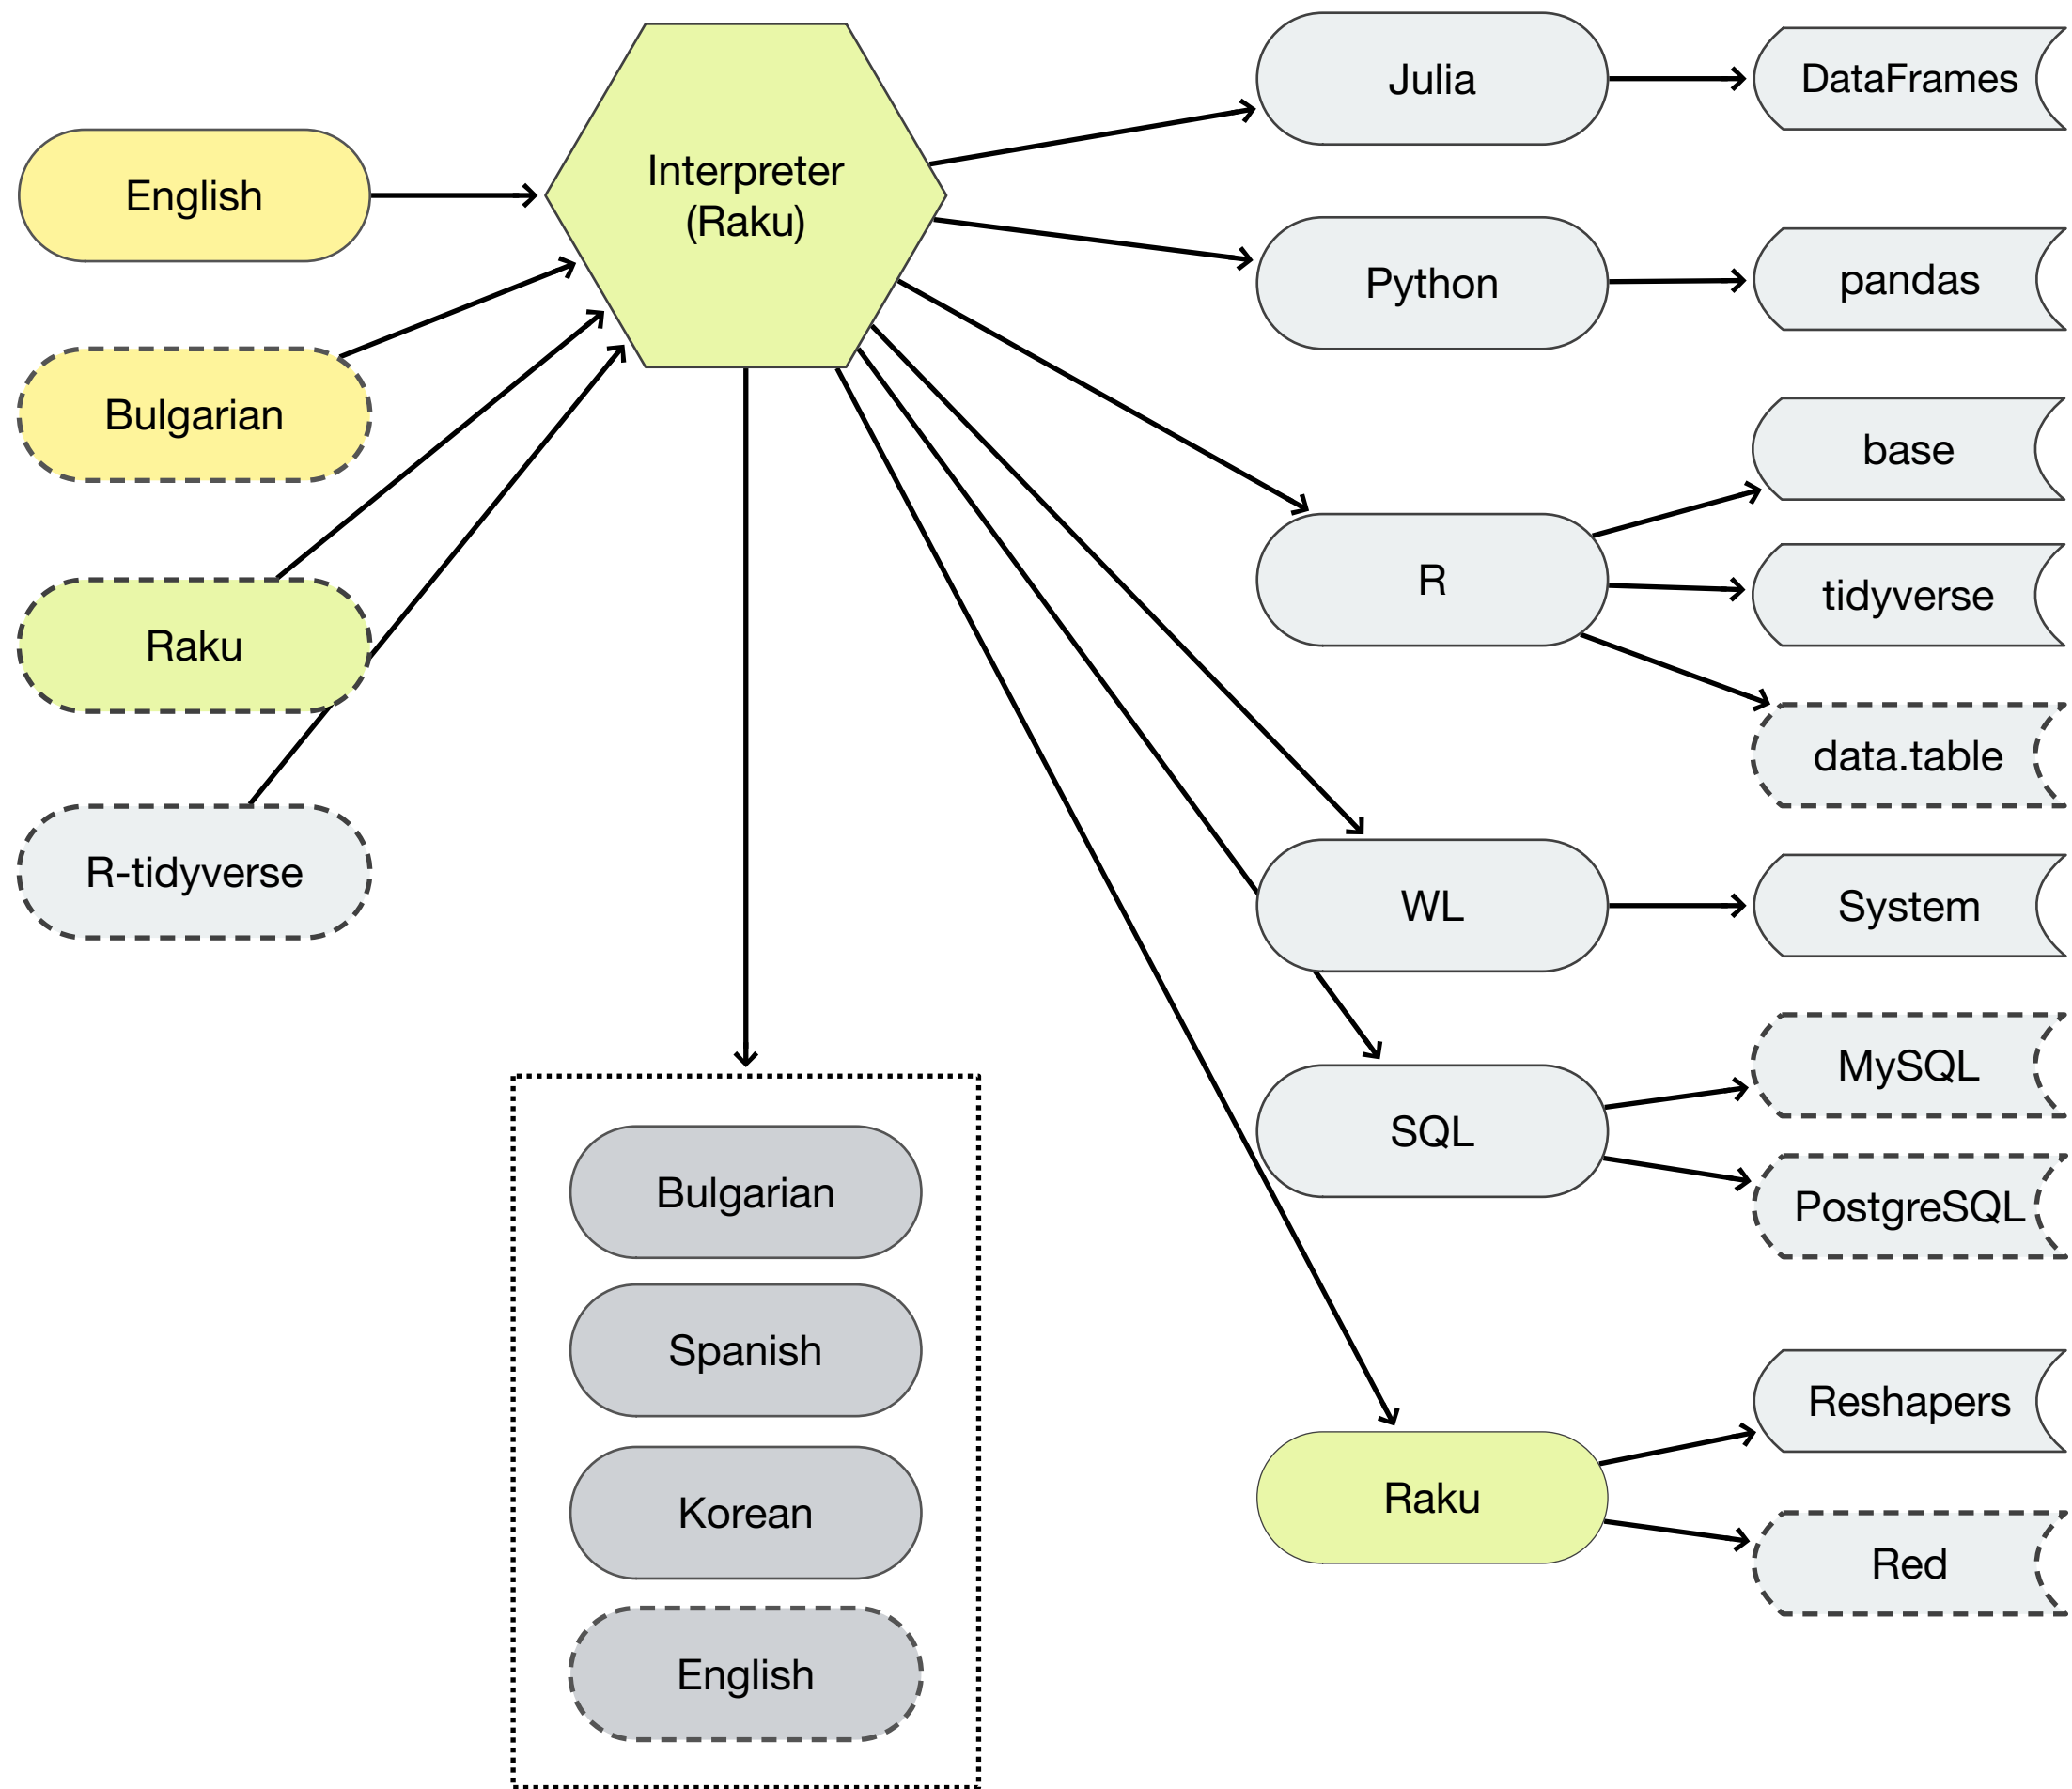 English
Bulgarian
Raku
R-tidyverse
Interpreter
(Raku)
Bulgarian
Spanish
Korean
English
Julia
DataFrames
Python
pandas
R
base
tidyverse
data.table
WL
System
SQL
MySQL
PostgreSQL
Raku
Reshapers
Red